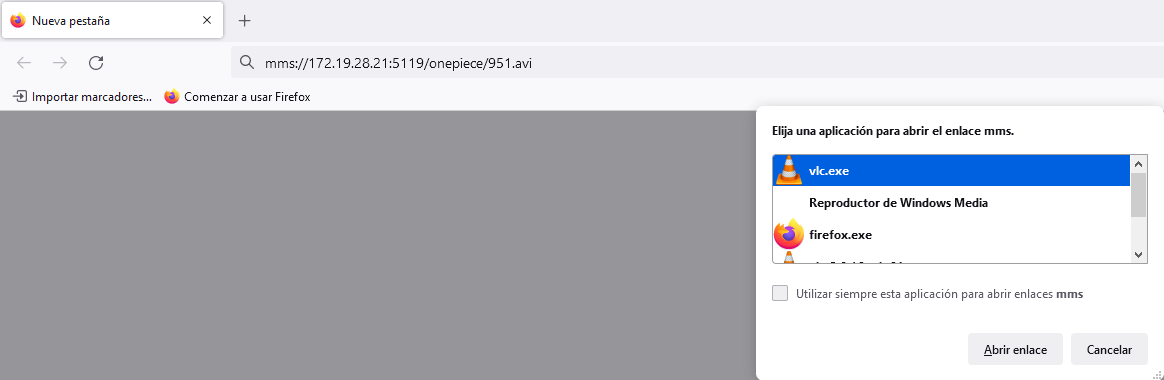 Nueva pestaña
mms://172.19.28.21:5119/onepiece/951.avi
Importar marcadores... Comenzar a usar Firefox
Elija una aplicación para abrir el enlace mms.
vlc.exe
Reproductor de Windows Media
firefox.exe
Utilizar siempre esta aplicación para abrir enlaces mms
Abrir enlace Cancelar